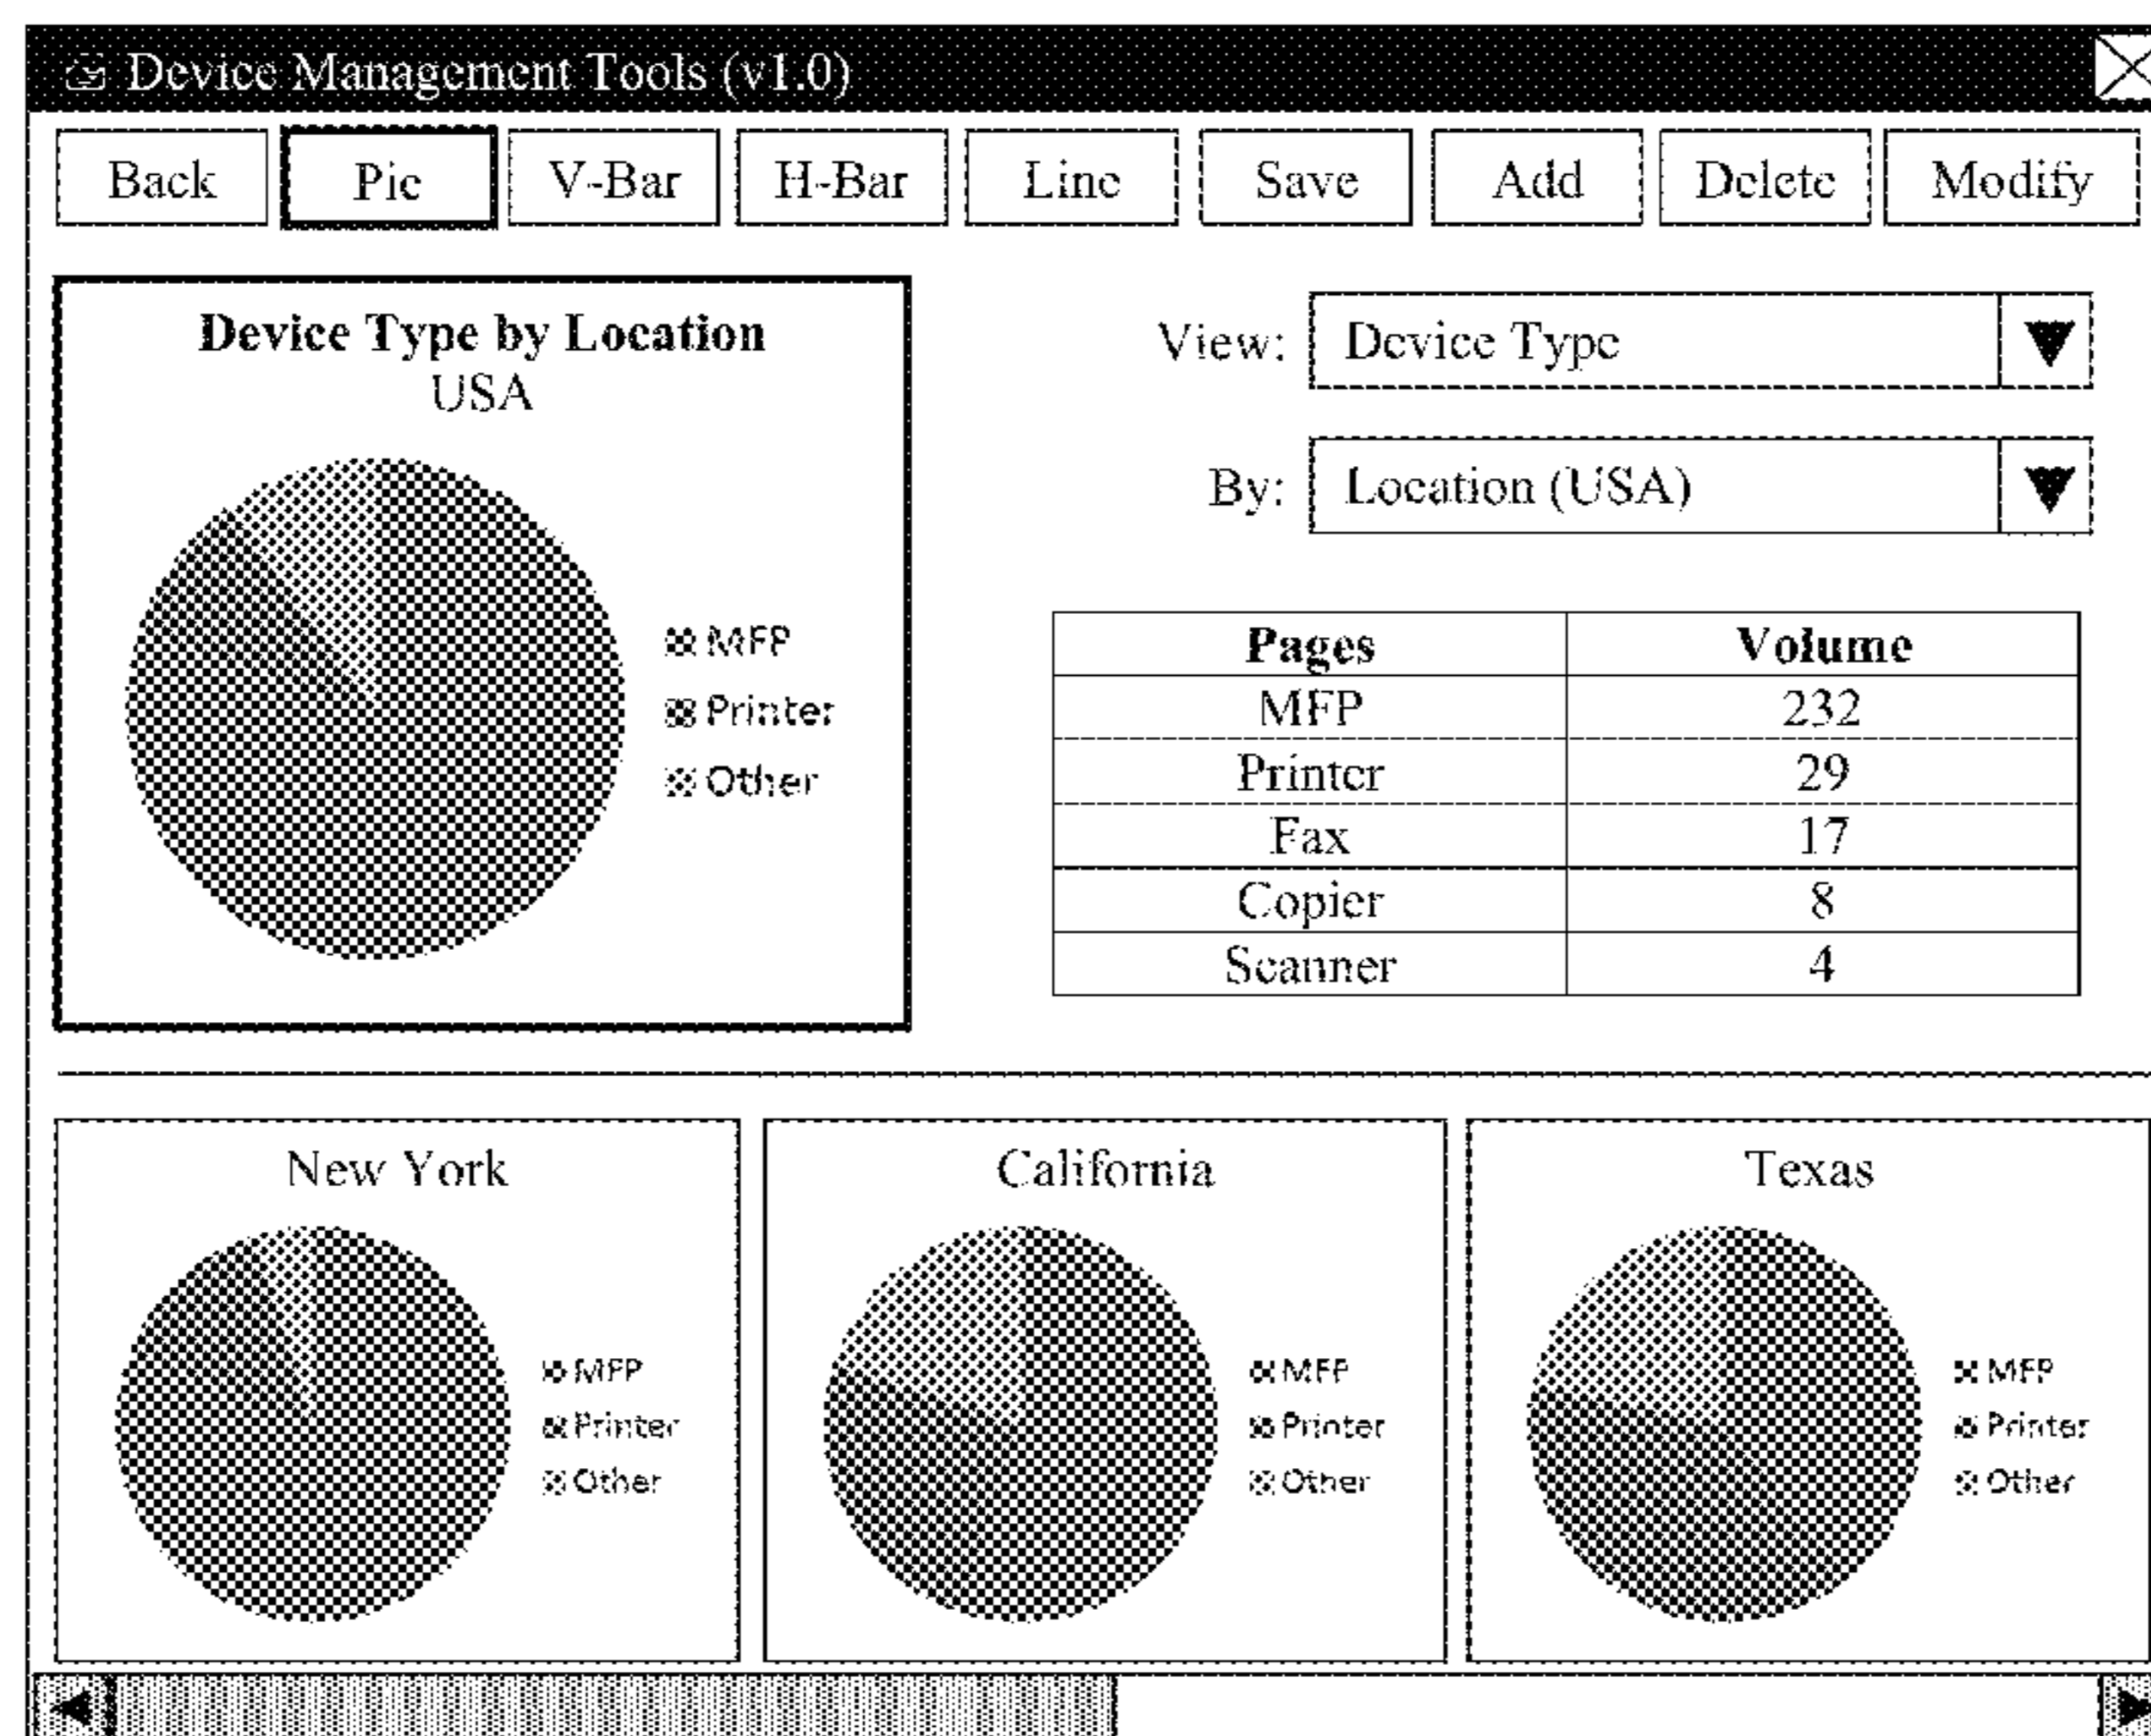 Device Management Tools (v1.0)
Back Pie V-Bar H-Bar Line Save Add Delete Modify
Device Type by Location
USA
MFP
Printer
Other
View: Device Type
By: Location (USA)
Pages Volume
MFP 232
Printer 29
Fax 17
Copier 8
Scanner 4
New York
MFP
Printer
Other
California
MFP
Printer
Other
Texas
MFP
Printer
Other